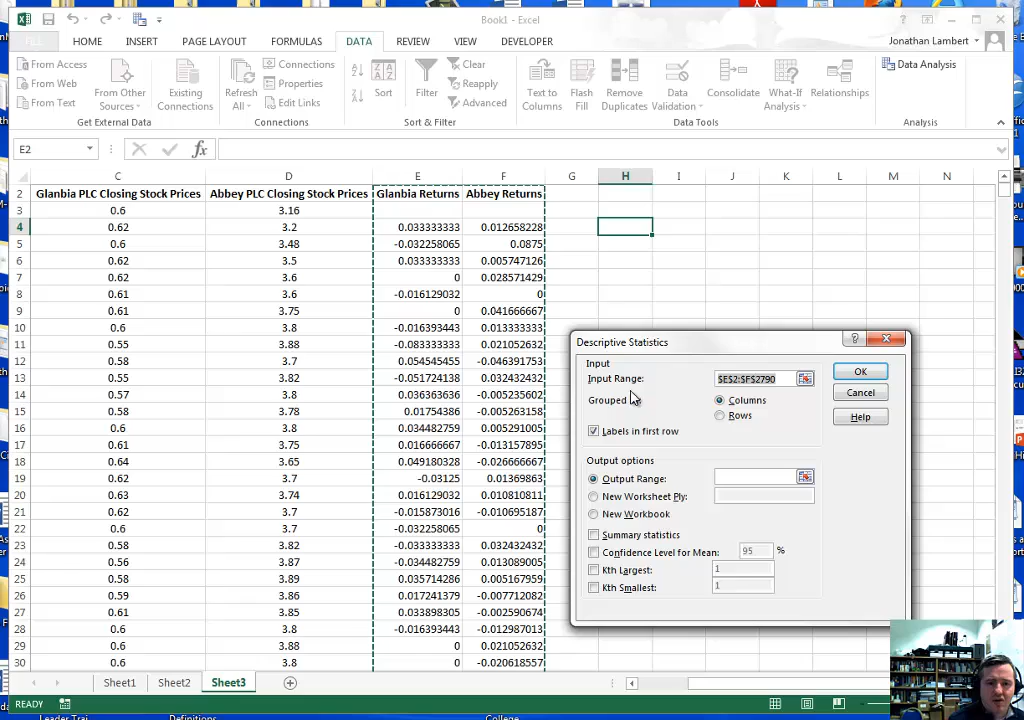 Book1 - Excel
FILE
HOME INSERT PAGE LAYOUT FORMULAS DATA REVIEW VIEW DEVELOPER
Jonathan Lambert
From Access
From Web
From Text
From Other Sources
Existing Connections
Get External Data
Refresh All
Connections
Properties
Edit Links
Connections
Sort
Filter
Clear
Reapply
Advanced
Sort & Filter
Text to Columns
Flash Fill
Remove Duplicates
Data Validation
Consolidate
What-If Analysis
Relationships
Data Tools
Data Analysis
Analysis
E2 fx
C D E F G H I J K L M N
2 Glanbia PLC Closing Stock Prices Abbey PLC Closing Stock Prices Glanbia Returns Abbey Returns
3 0.6 3.16
4 0.62 3.2 0.033333333 0.012658228
5 0.6 3.48 -0.032258065 0.0875
6 0.62 3.5 0.033333333 0.005747126
7 0.62 3.6 0 0.028571429
8 0.61 3.6 -0.016129032 0
9 0.61 3.75 0 0.041666667
10 0.6 3.8 -0.016393443 0.013333333
11 0.55 3.88 -0.083333333 0.021052632
12 0.58 3.7 0.054545455 -0.046391753
13 0.55 3.82 -0.051724138 0.032432432
14 0.57 3.8 0.036363636 -0.005235602
15 0.58 3.78 0.01754386 -0.005263158
16 0.6 3.8 0.034482759 0.005291005
17 0.61 3.75 0.016666667 -0.013157895
18 0.64 3.65 0.049180328 -0.026666667
19 0.62 3.7 -0.03125 0.01369863
20 0.63 3.74 0.016129032 0.010810811
21 0.62 3.7 -0.015873016 -0.010695187
22 0.6 3.7 -0.032258065 0
23 0.58 3.82 -0.033333333 0.032432432
24 0.56 3.87 -0.034482759 0.013089005
25 0.58 3.89 0.035714286 0.005167959
26 0.59 3.86 0.017241379 -0.007712082
27 0.61 3.85 0.033898305 -0.002590674
28 0.6 3.8 -0.016393443 -0.012987013
29 0.6 3.88 0 0.021052632
30 0.6 3.8 0 -0.020618557
Descriptive Statistics
Input
Input Range: $E$2:$F$2790
Grouped
Columns
Rows
Labels in first row
OK
Cancel
Help
Output options
Output Range:
New Worksheet Ply:
New Workbook
Summary statistics
Confidence Level for Mean: 95 %
Kth Largest: 1
Kth Smallest: 1
Sheet1 Sheet2 Sheet3
READY
Leader Trai Definitions College